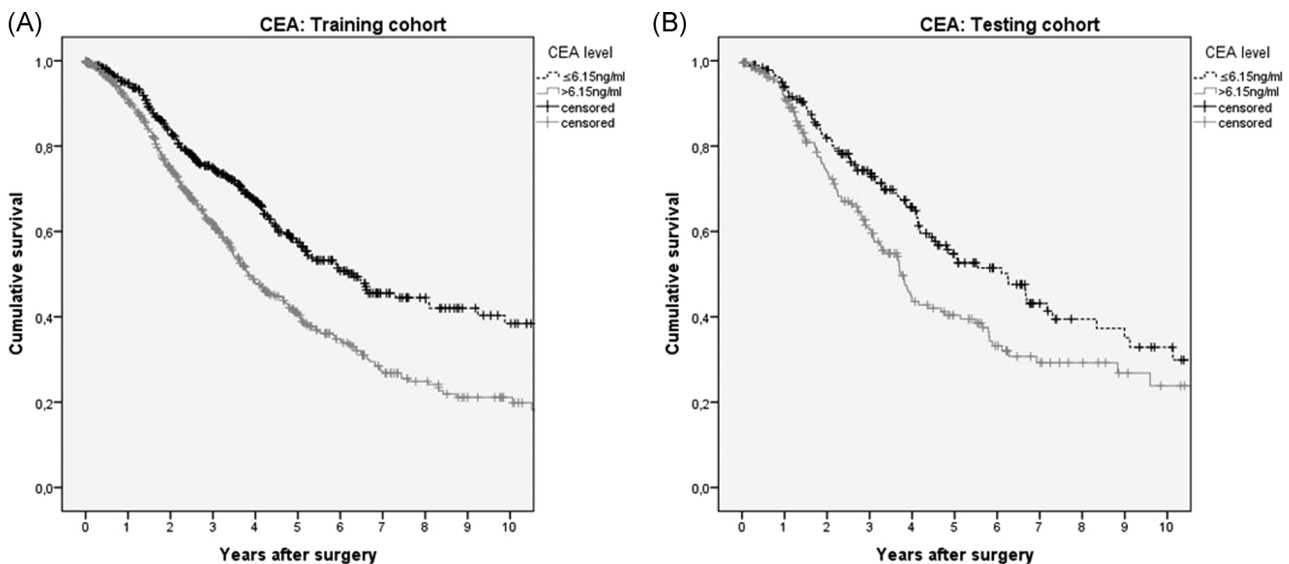 (A)
CEA: Training cohort
CEA level
≤6.15ng/ml
>6.15ng/ml
censored
censored
Cumulative survival
1,0
0,8
0,6
0,4
0,2
0,0
0 1 2 3 4 5 6 7 8 9 10
Years after surgery
(B)
CEA: Testing cohort
CEA level
≤6.15ng/ml
>6.15ng/ml
censored
censored
Cumulative survival
1,0
0,8
0,6
0,4
0,2
0,0
0 1 2 3 4 5 6 7 8 9 10
Years after surgery